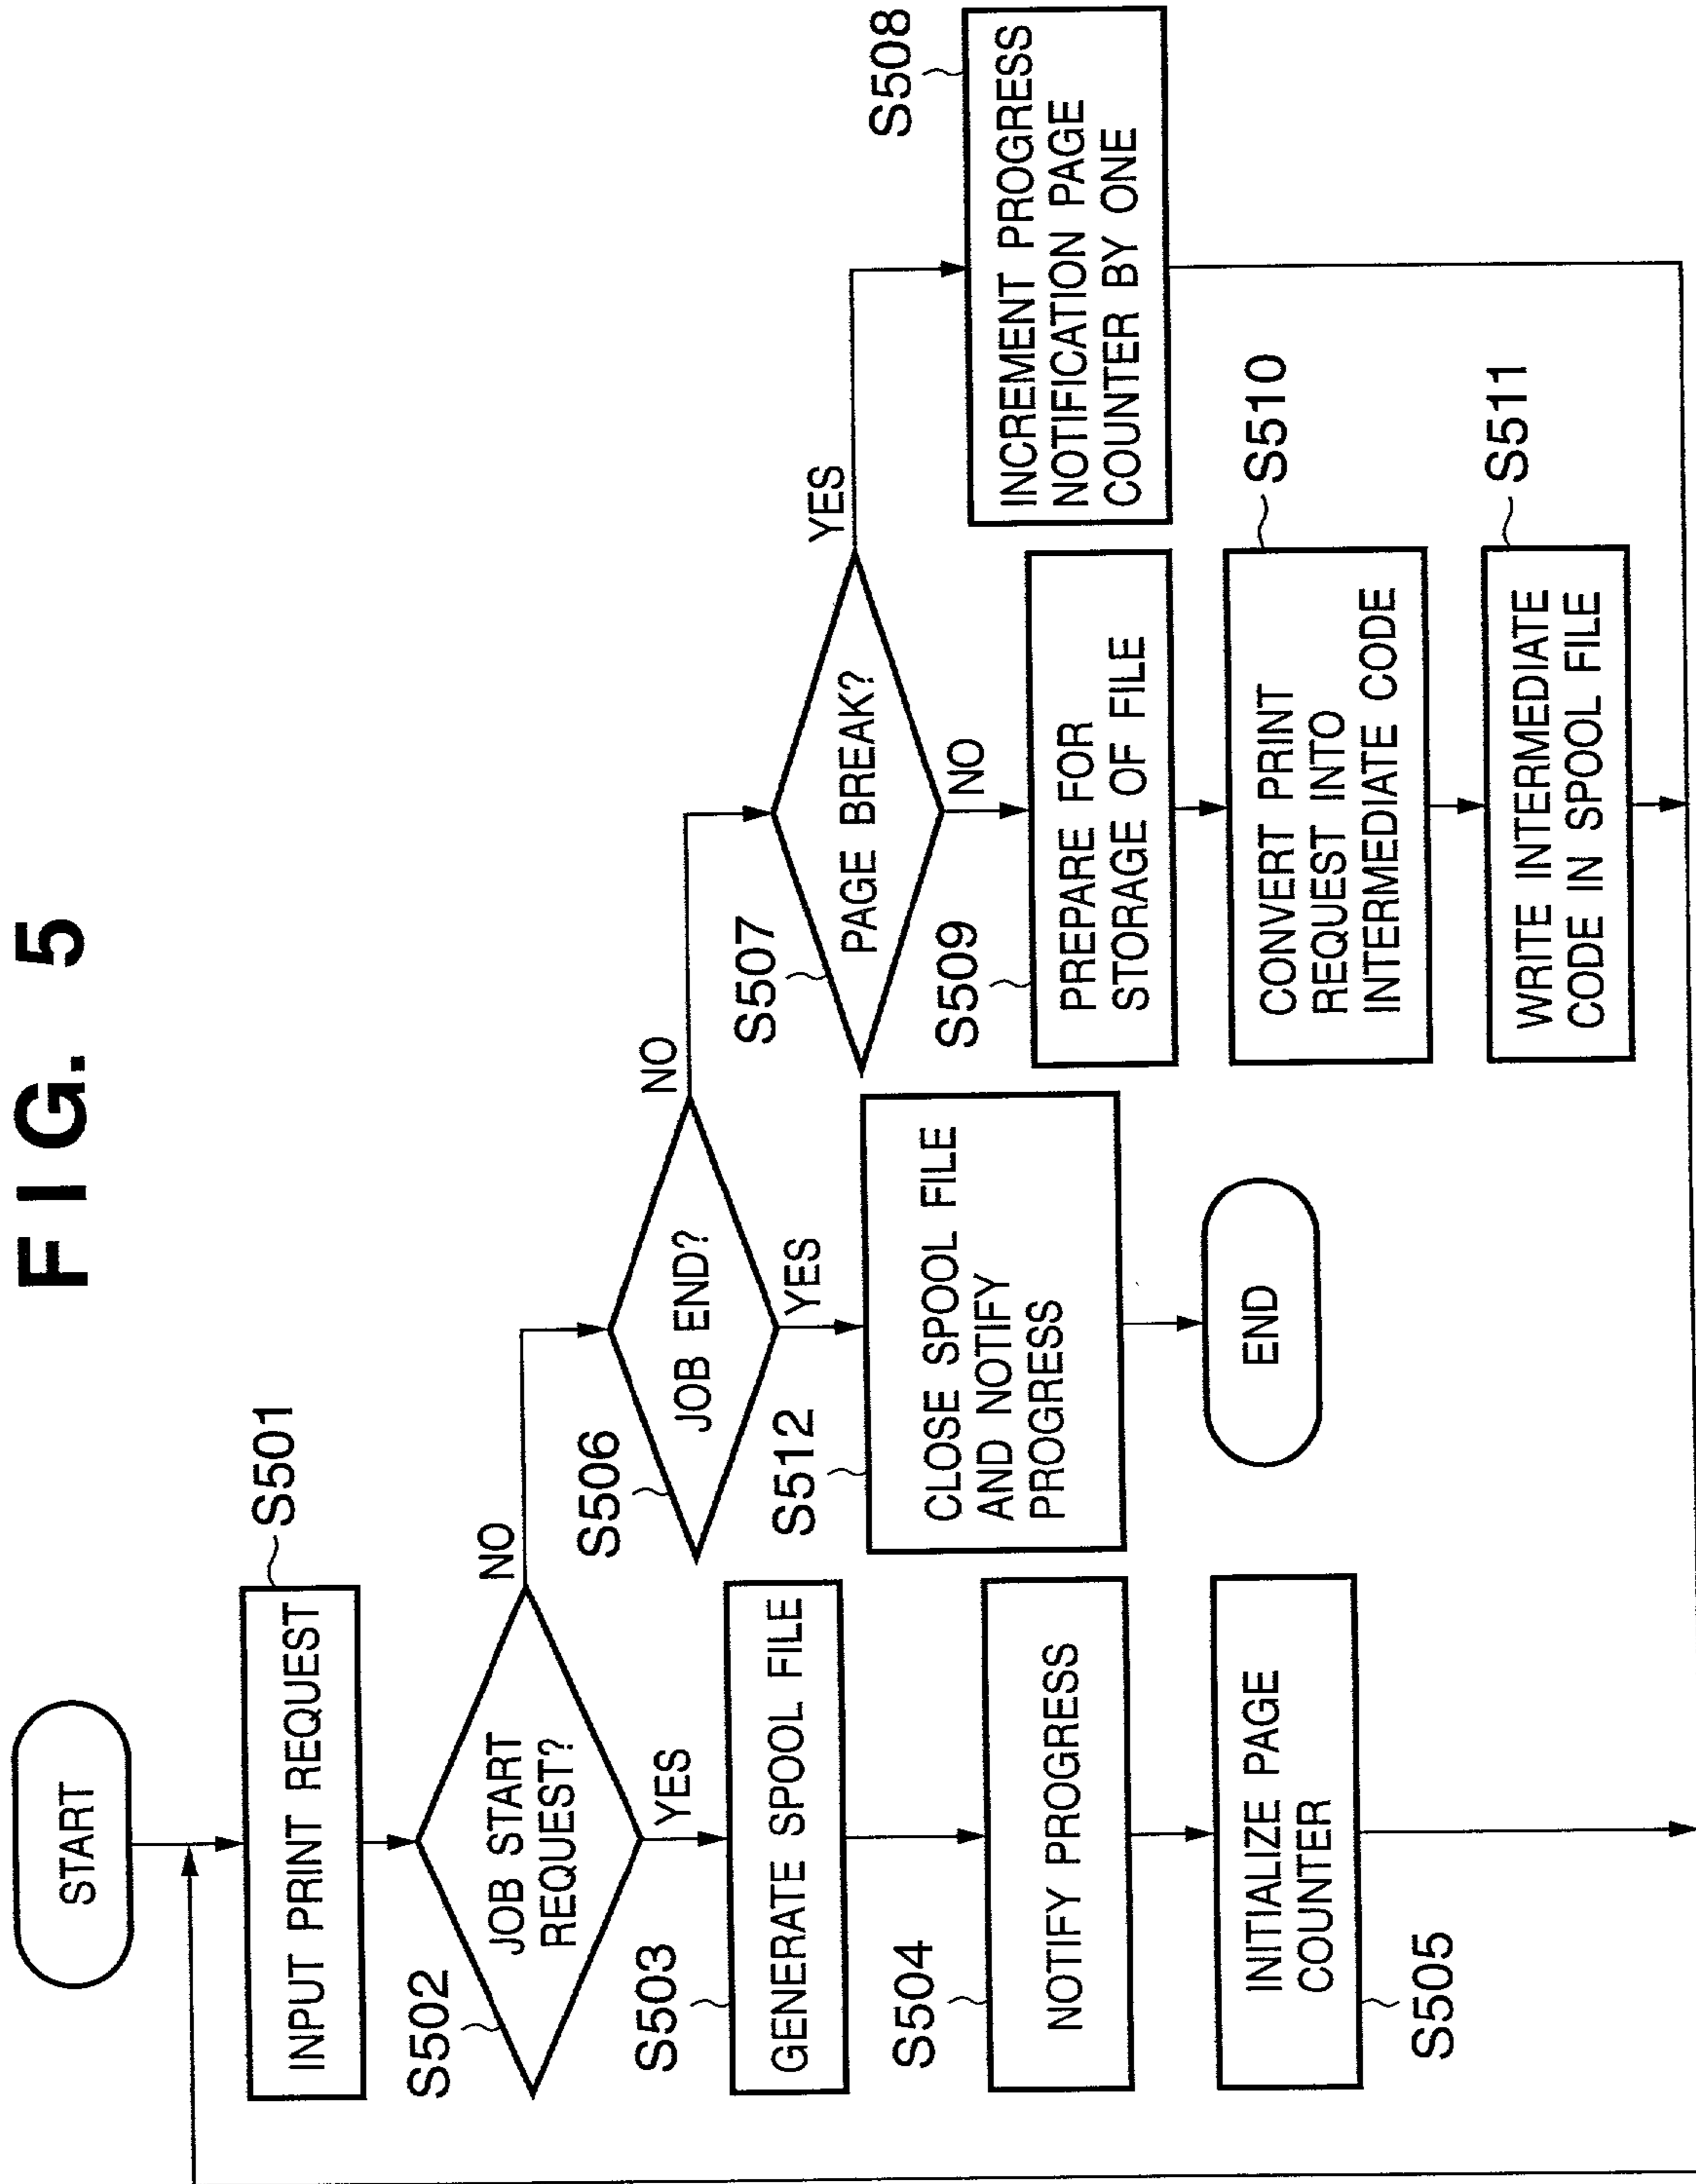 FIG. 5
START
INPUT PRINT REQUEST
S501
S502
JOB START
REQUEST?
NO
YES
S503
GENERATE SPOOL FILE
S504
NOTIFY PROGRESS
INITIALIZE PAGE
COUNTER
S505
S506
JOB END?
NO
YES
S512
CLOSE SPOOL FILE
AND NOTIFY
PROGRESS
END
S507
PAGE BREAK?
YES
NO
S508
INCREMENT PROGRESS
NOTIFICATION PAGE
COUNTER BY ONE
S509
PREPARE FOR
STORAGE OF FILE
S510
CONVERT PRINT
REQUEST INTO
INTERMEDIATE CODE
S511
WRITE INTERMEDIATE
CODE IN SPOOL FILE